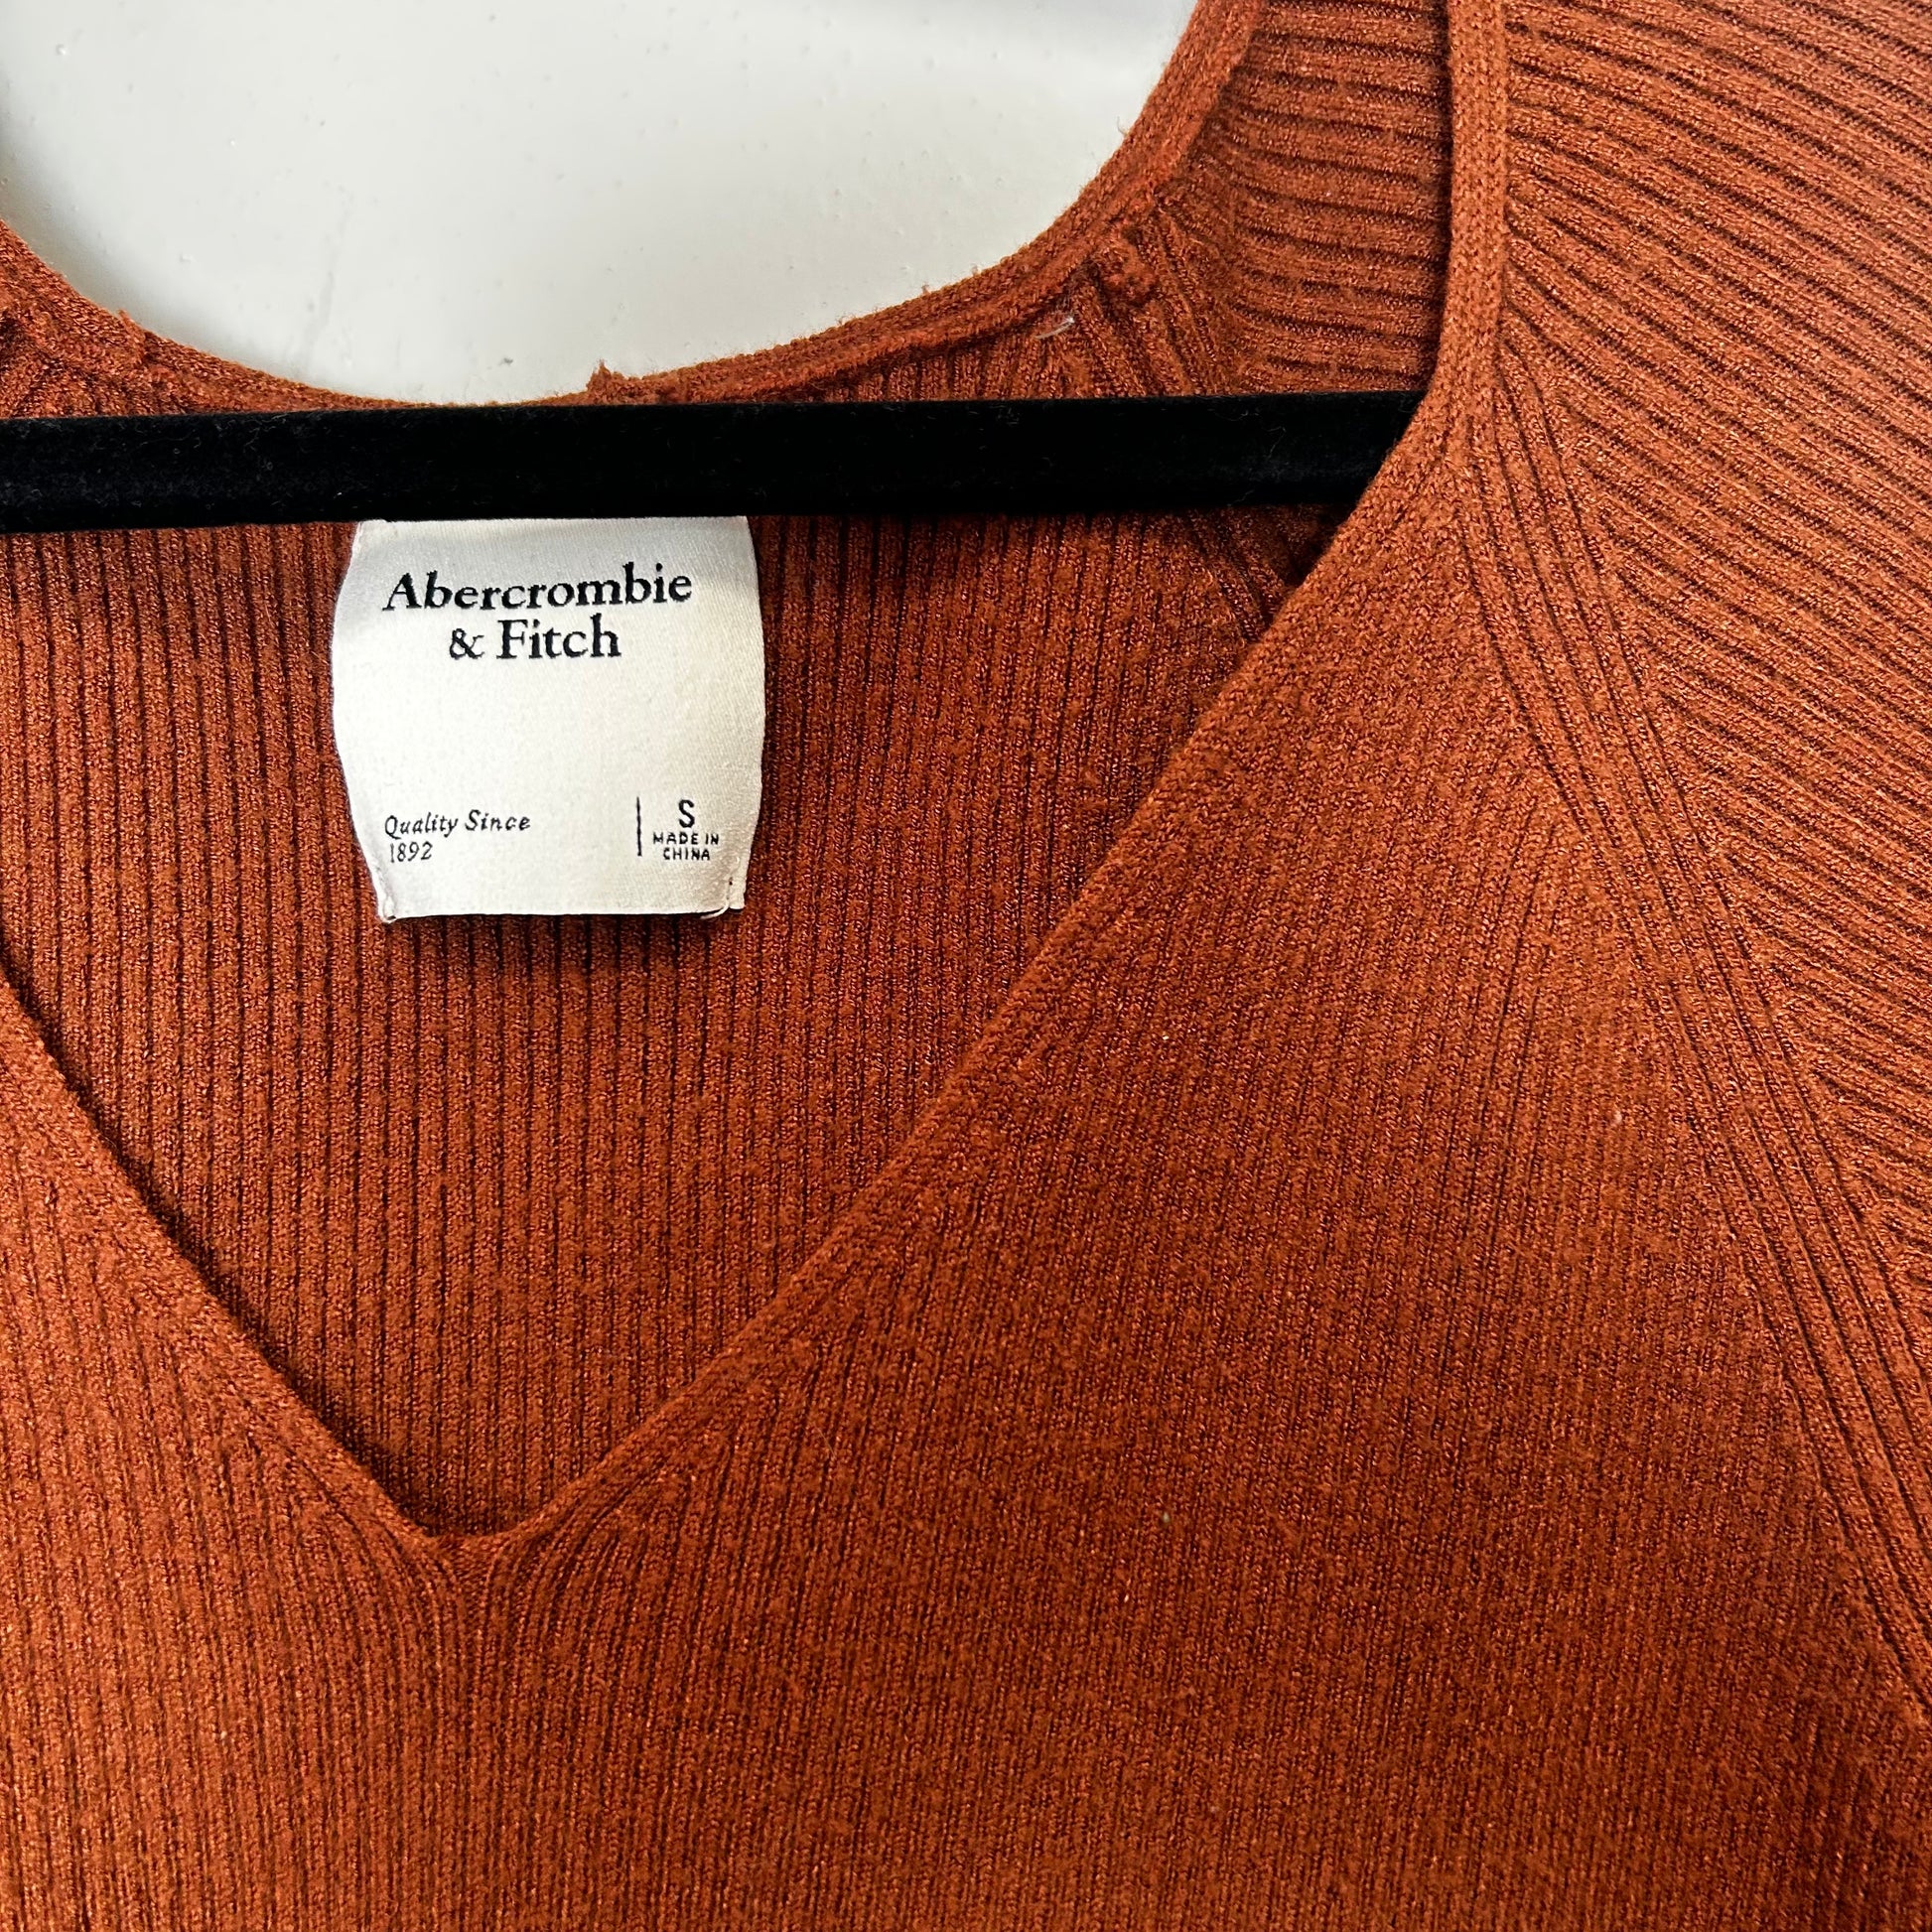 Abercrombie
& Fitch
Quality Since
1892
S
MADE IN
CHINA